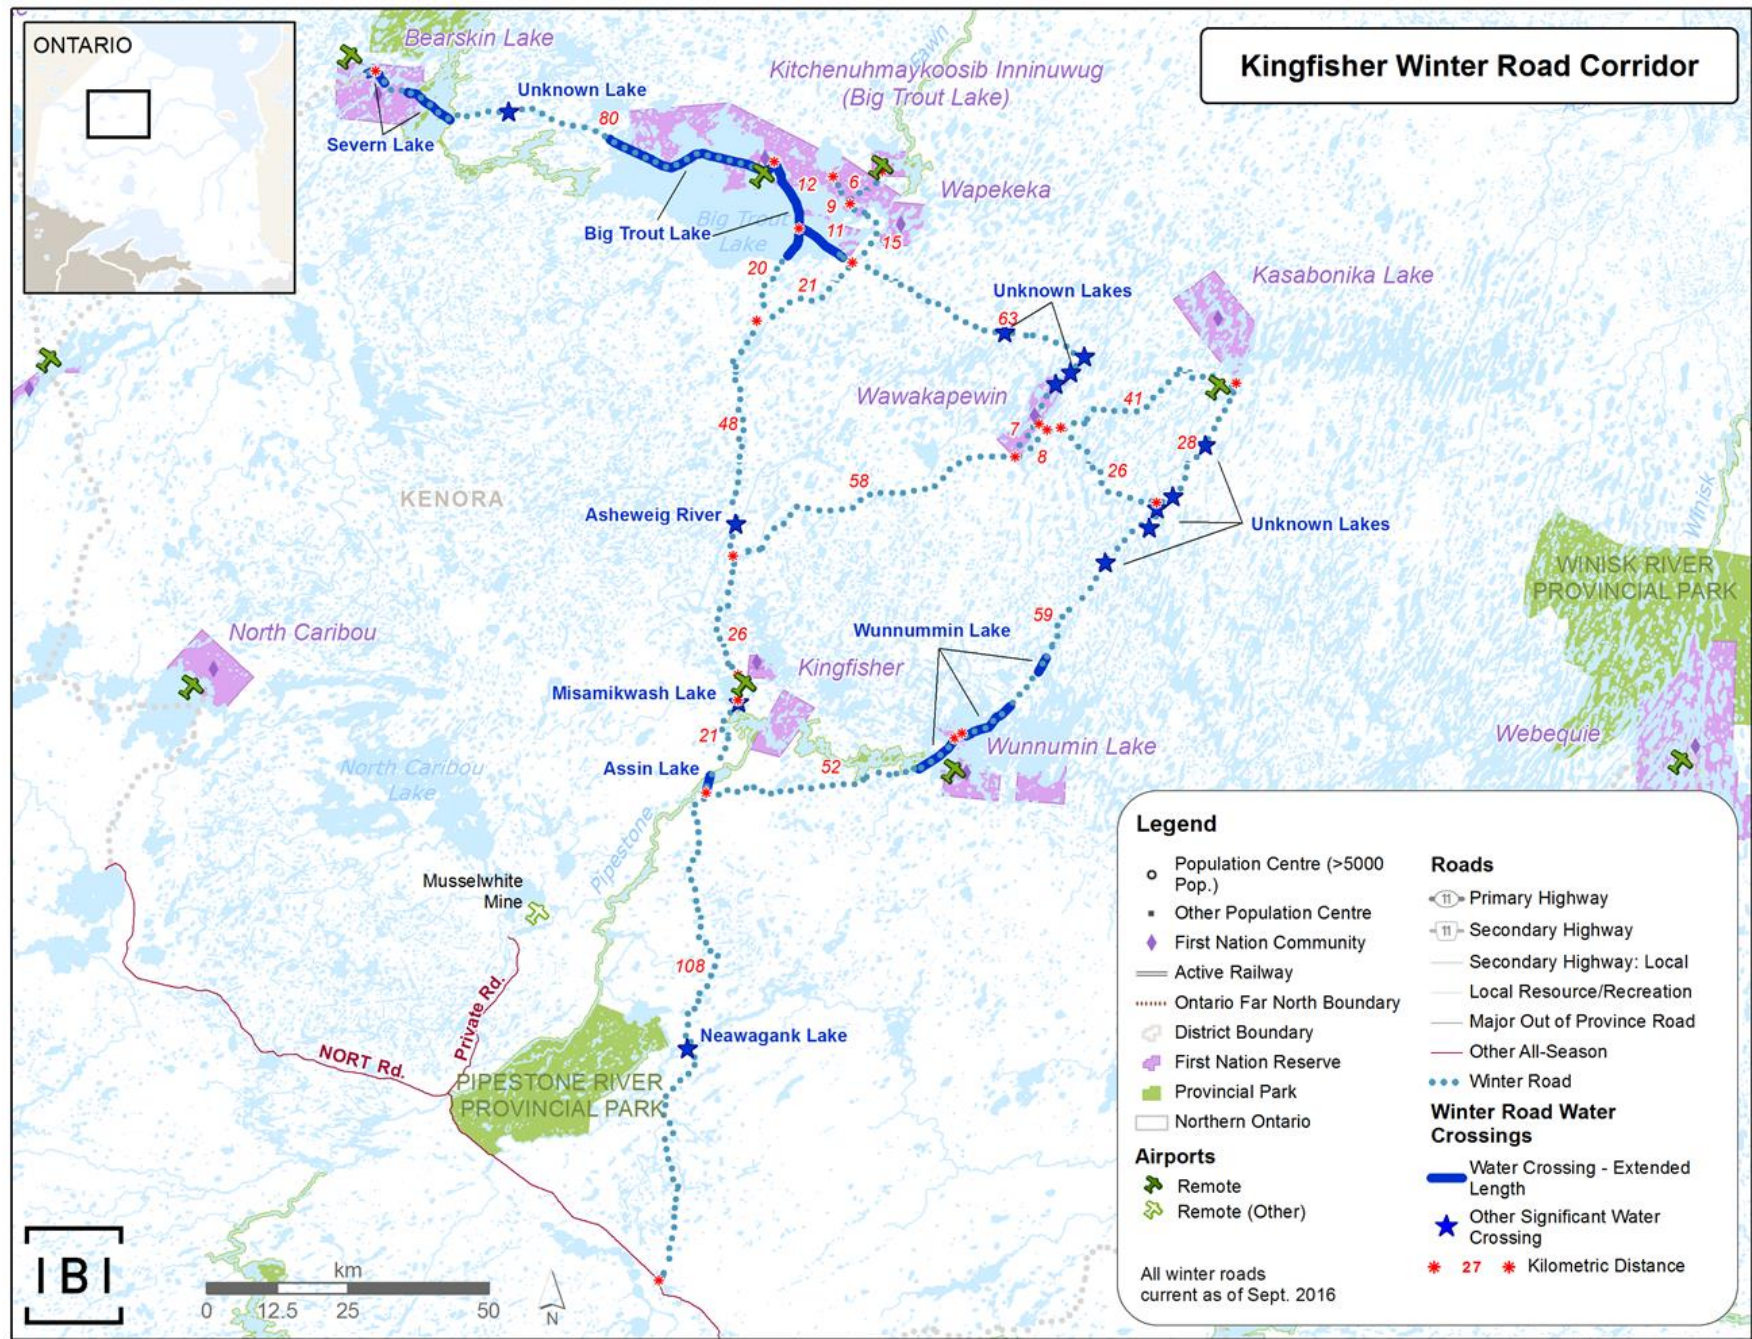 Kingfisher Winter Road Corridor
ONTARIO
Bearskin Lake
Severn Lake
Unknown Lake
80
Kitchenuhmaykoosib Inninuwug
(Big Trout Lake)
Wapekeka
12
6
9
11
15
Big Trout Lake
Big Trout
Lake
20
21
Unknown Lakes
63
Kasabonika Lake
Wawakapewin
41
7
8
28
26
48
58
KENORA
Asheweig River
Unknown Lakes
Winisk
WINISK RIVER
PROVINCIAL PARK
59
26
Wunnummin Lake
North Caribou
Kingfisher
Misamikwash Lake
21
Assin Lake
52
Wunnumin Lake
Webequie
North Caribou
Lake
Pipestone
Musselwhite
Mine
108
Private Rd.
NORT Rd.
Neawagank Lake
PIPESTONE RIVER
PROVINCIAL PARK
Legend
Population Centre (>5000
Pop.)
Other Population Centre
First Nation Community
Active Railway
Ontario Far North Boundary
District Boundary
First Nation Reserve
Provincial Park
Northern Ontario
Airports
Remote
Remote (Other)
All winter roads
current as of Sept. 2016
Roads
11 Primary Highway
11 Secondary Highway
Secondary Highway: Local
Local Resource/Recreation
Major Out of Province Road
Other All-Season
Winter Road
Winter Road Water
Crossings
Water Crossing - Extended
Length
Other Significant Water
Crossing
27 Kilometric Distance
IBI
km
0 12.5 25 50
N